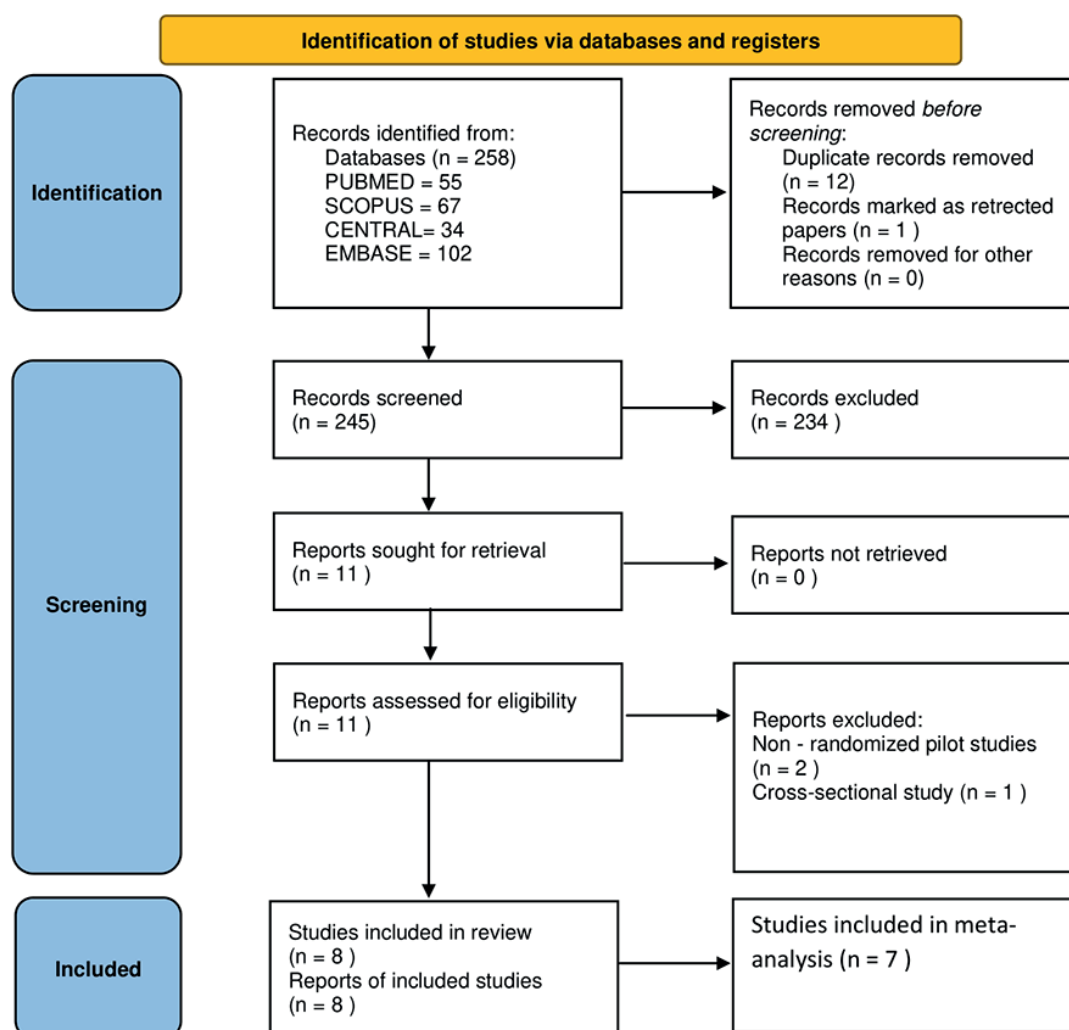 Identification of studies via databases and registers
Identification
Records identified from:
Databases (n = 258)
PUBMED = 55
SCOPUS = 67
CENTRAL= 34
EMBASE = 102
Records removed before
screening:
Duplicate records removed
(n = 12)
Records marked as retrected
papers (n = 1 )
Records removed for other
reasons (n = 0)
Screening
Records screened
(n = 245)
Records excluded
(n = 234 )
Reports sought for retrieval
(n = 11 )
Reports not retrieved
(n = 0 )
Reports assessed for eligibility
(n = 11 )
Reports excluded:
Non - randomized pilot studies
(n = 2 )
Cross-sectional study (n = 1 )
Included
Studies included in review
(n = 8 )
Reports of included studies
(n = 8 )
Studies included in meta-
analysis (n = 7 )